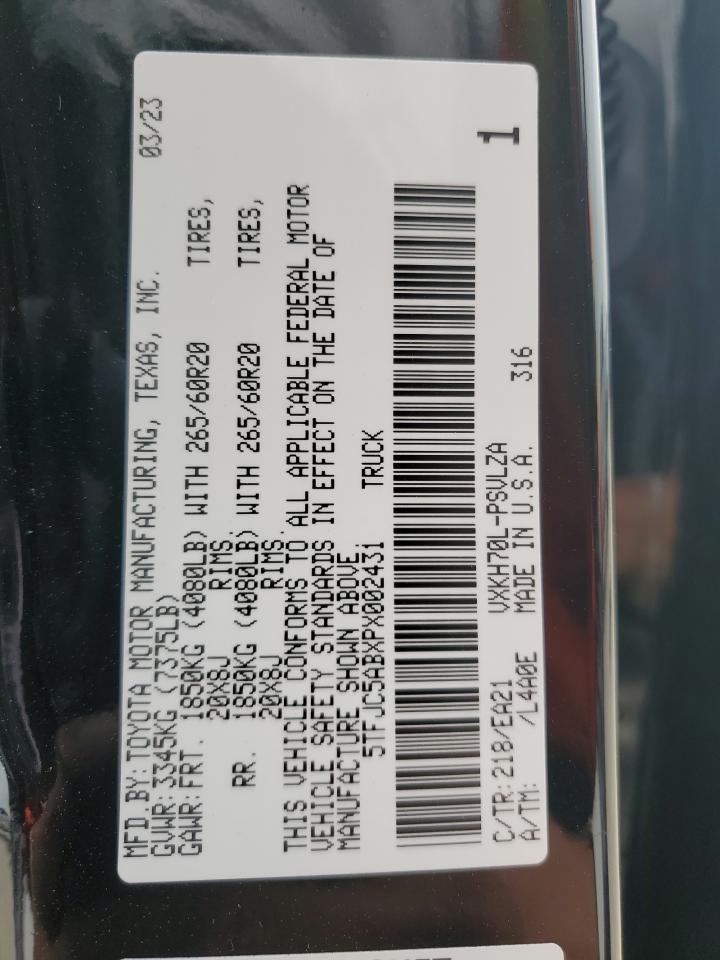 MFD.BY:TOYOTA MOTOR MANUFACTURING, TEXAS, INC. 03/23
GVWR:3345KG (7375LB)
GAWR:FRT. 1850KG (4080LB) WITH 265/60R20 TIRES,
20X8J RIMS.
RR. 1850KG (4080LB) WITH 265/60R20 TIRES,
20X8J RIMS.
THIS VEHICLE CONFORMS TO ALL APPLICABLE FEDERAL MOTOR
VEHICLE SAFETY STANDARDS IN EFFECT ON THE DATE OF
MANUFACTURE SHOWN ABOVE.
5TFJC5ABXPX002431 TRUCK
1
C/TR:218/EA21 VXKH70L-PSVLZA
A/TM: /L4A0E MADE IN U.S.A. 316